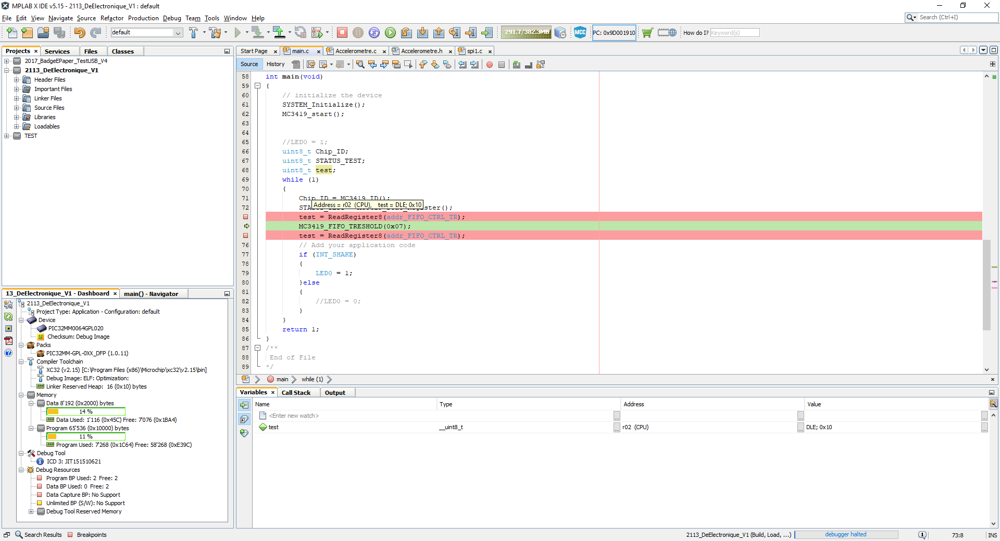 MPLAB X IDE v5.15 - 2113_DeElectronique_V1 : default
File Edit View Navigate Source Refactor Production Debug Team Tools Window Help
Search (Ctrl+I)
default
291.7/382.3MB
MCC
PC: 0x9D001910
How do I? Keyword(s)
Projects Services Files Classes
2017_BadgeEPaper_TestUSB_V4
2113_DeElectronique_V1
Header Files
Important Files
Linker Files
Source Files
Libraries
Loadables
TEST
Start Page main.c Accelerometre.c Accelerometre.h spi1.c
Source History
58 int main(void)
59 {
60 // initialize the device
61 SYSTEM_Initialize();
62 MC3419_start();
63
64
65 //LED0 = 1;
66 uint8_t Chip_ID;
67 uint8_t STATUS_TEST;
68 uint8_t test;
69 while (1)
70 {
71 Chip_ID = MC3419_ID();
Address = r02 (CPU), test = DLE; 0x10
72
test = ReadRegister8(addr_FIFO_CTRL_TR);
MC3419_FIFO_TRESHOLD(0x07);
test = ReadRegister8(addr_FIFO_CTRL_TR);
76 // Add your application code
77 if (INT_SHAKE)
78 {
79 LED0 = 1;
80 }else
81 {
82 //LED0 = 0;
83 }
84 }
85 return 1;
86 }
87 /**
88 End of File
89 */
main while (1)
13_DeElectronique_V1 - Dashboard main() - Navigator
2113_DeElectronique_V1
Project Type: Application - Configuration: default
Device
PIC32MM0064GPL020
Checksum: Debug Image
Packs
PIC32MM-GPL-0XX_DFP (1.0.11)
Compiler Toolchain
XC32 (v2.15) [C:\Program Files (x86)\Microchip\xc32\v2.15\bin]
Debug Image: ELF: Optimization:
Linker Reserved Heap: 16 (0x10) bytes
Memory
Data 8'192 (0x2000) bytes
14 %
Data Used: 1'116 (0x45C) Free: 7'076 (0x1BA4)
Program 65'536 (0x10000) bytes
11 %
Program Used: 7'268 (0x1C64) Free: 58'268 (0xE39C)
Debug Tool
ICD 3: JIT151510621
Debug Resources
Program BP Used: 2 Free: 2
Data BP Used: 0 Free: 2
Data Capture BP: No Support
Unlimited BP (S/W): No Support
Debug Tool Reserved Memory
Variables Call Stack Output
Name Type Address Value
<Enter new watch>
test __uint8_t r02 (CPU) DLE; 0x10
Search Results Breakpoints
2113_DeElectronique_V1 (Build, Load, ...) debugger halted 1 73:8 INS